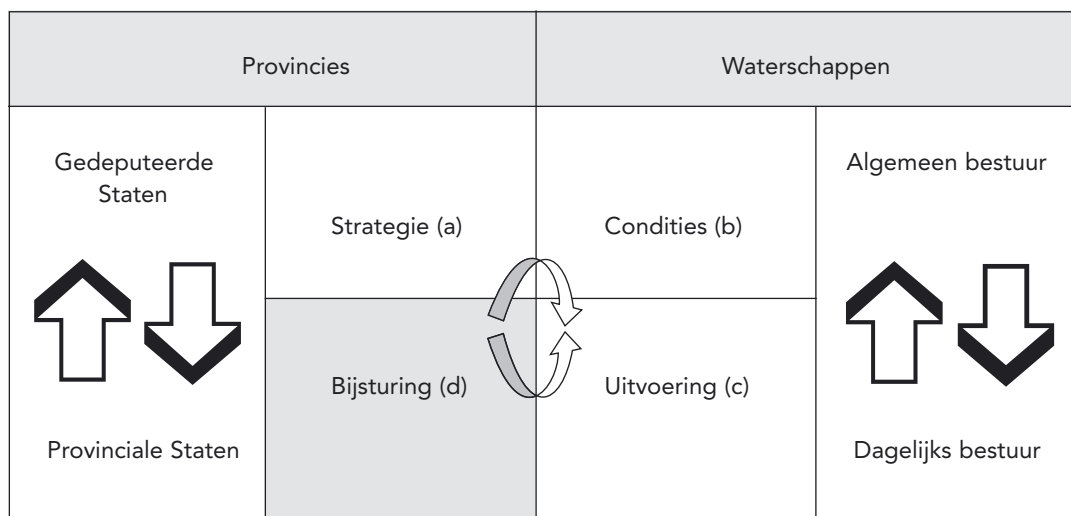 Provincies
Waterschappen
Gedeputeerde
Staten
Strategie (a)
Condities (b)
Algemeen bestuur
Bijsturing (d)
Uitvoering (c)
Provinciale Staten
Dagelijks bestuur